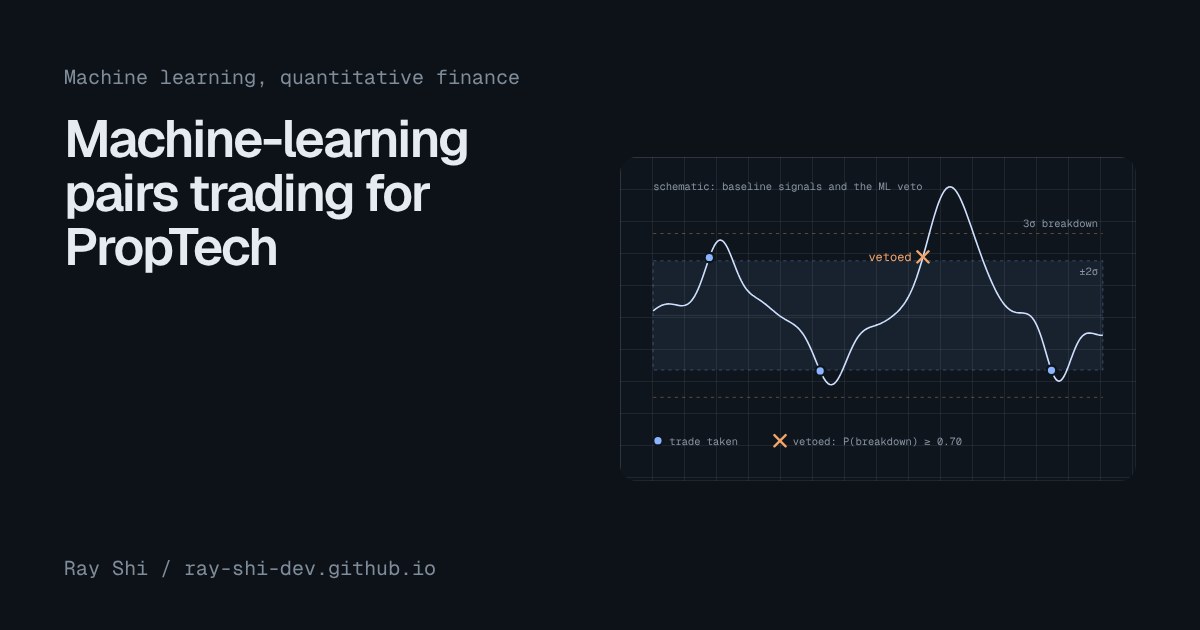 Machine learning, quantitative finance
Machine-learning
pairs trading for
PropTech
schematic: baseline signals and the ML veto
3σ breakdown
vetoed
±2σ
trade taken
vetoed: P(breakdown) ≥ 0.70
Ray Shi / ray-shi-dev.github.io